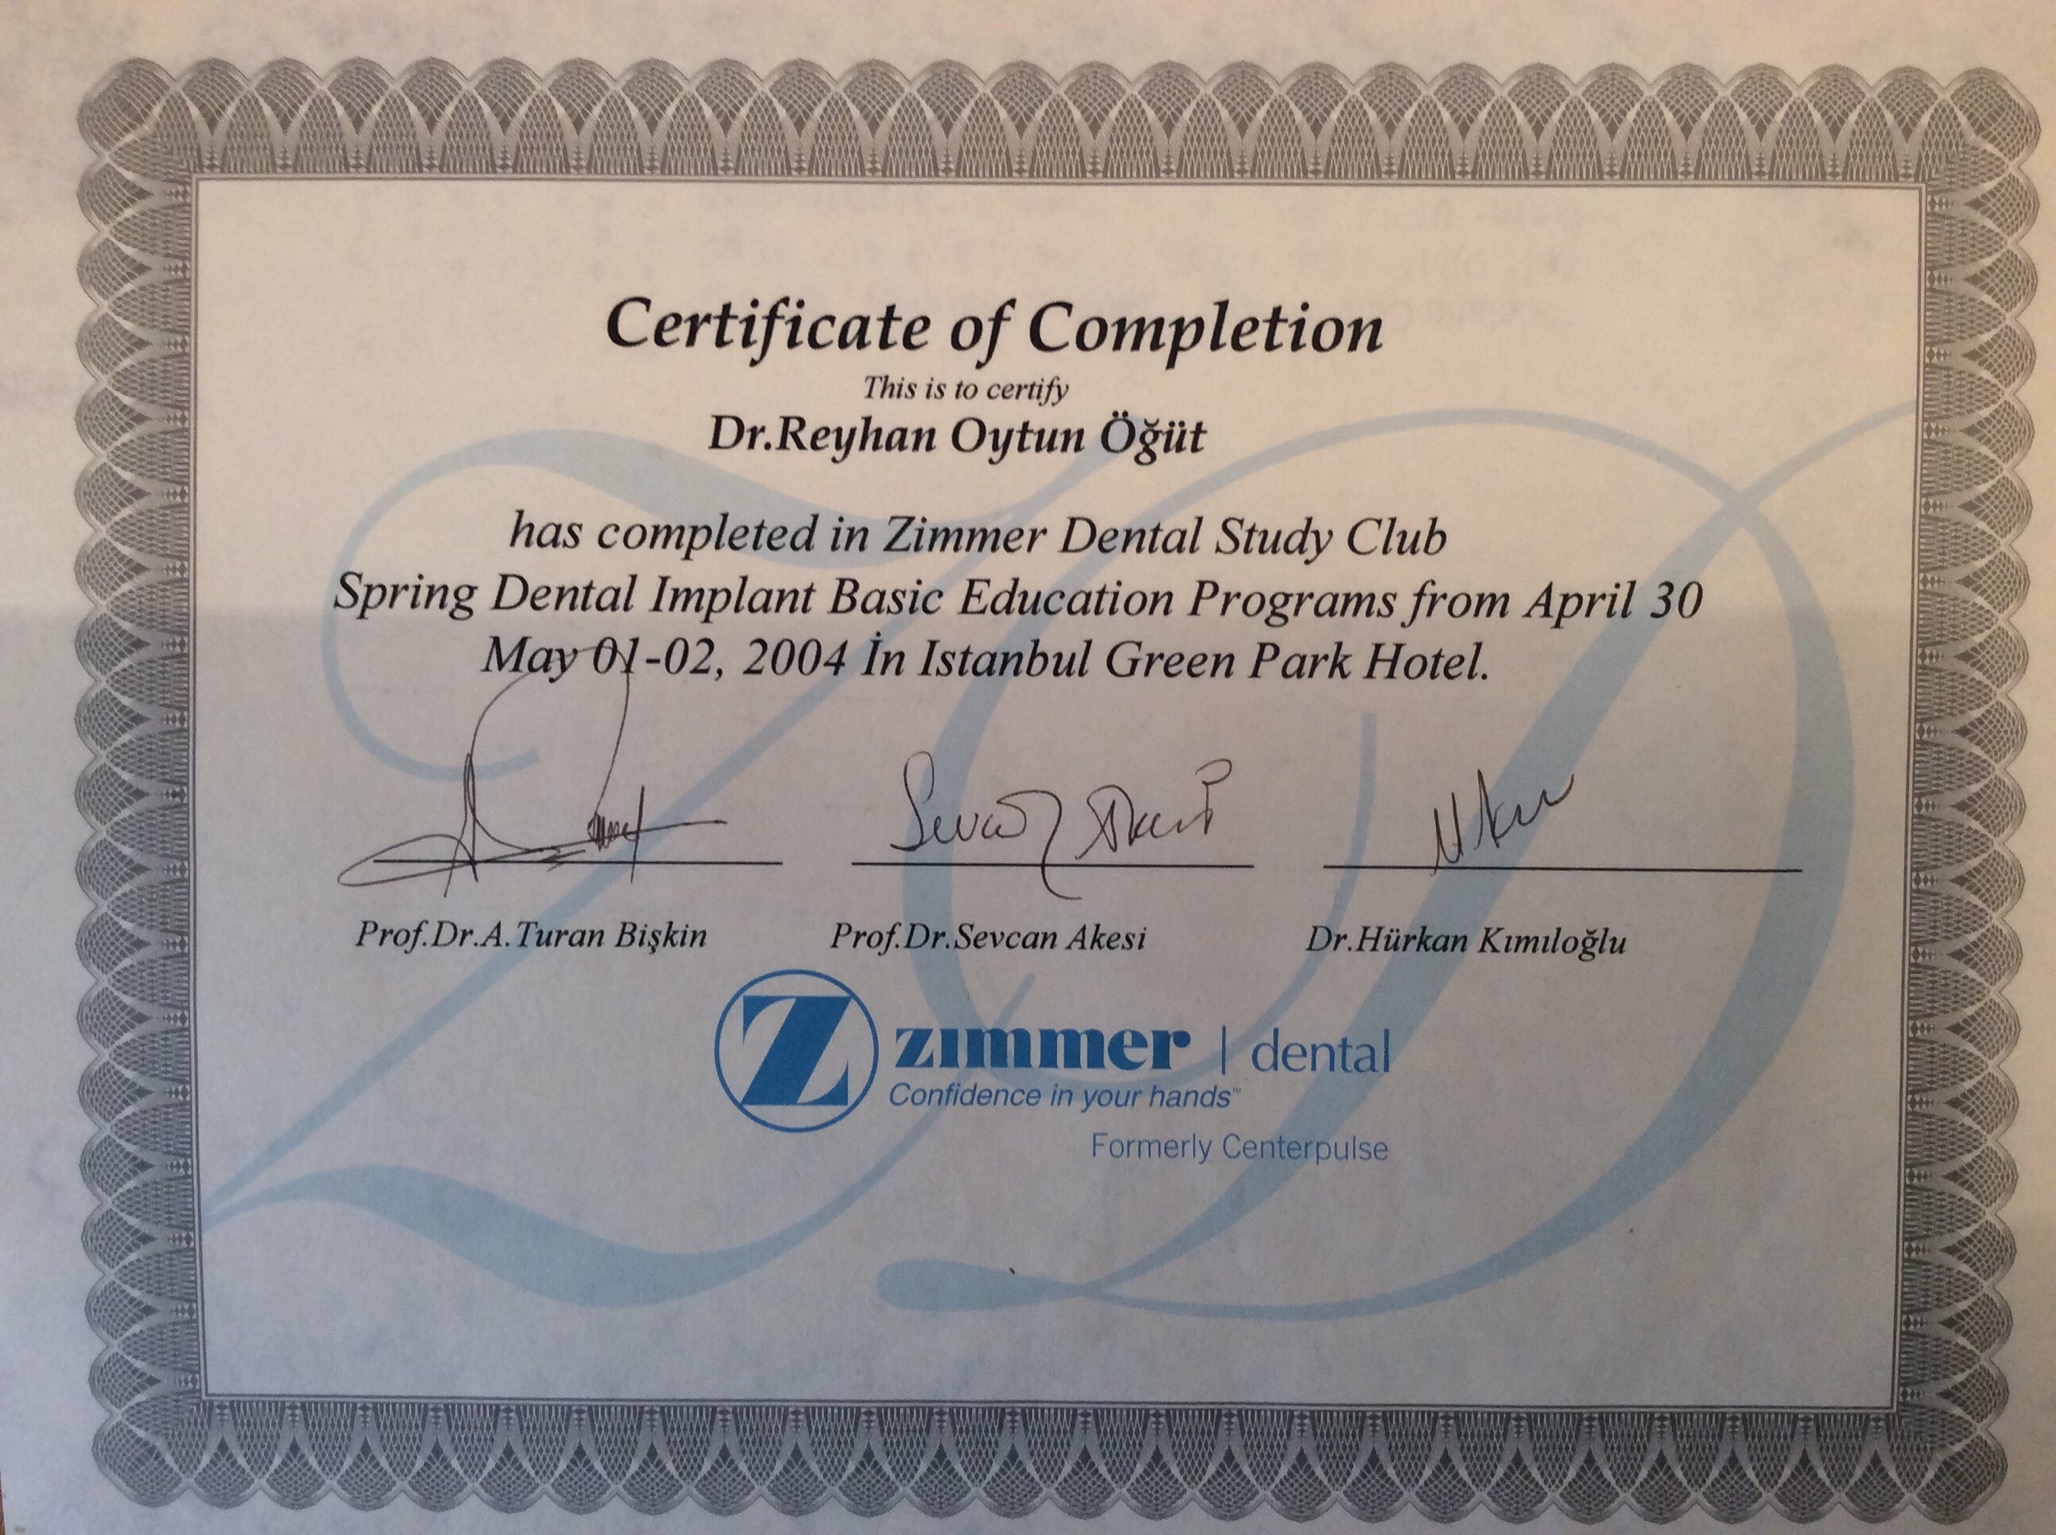 Certificate of Completion
This is to certify
Dr.Reyhan Oytun Öğüt
has completed in Zimmer Dental Study Club
Spring Dental Implant Basic Education Programs from April 30
May 01-02, 2004 İn Istanbul Green Park Hotel.
Sevcan Akesi
Prof.Dr.A.Turan Bişkin Prof.Dr.Sevcan Akesi Dr.Hürkan Kımıloğlu
Z zimmer | dental
Confidence in your hands™
Formerly Centerpulse